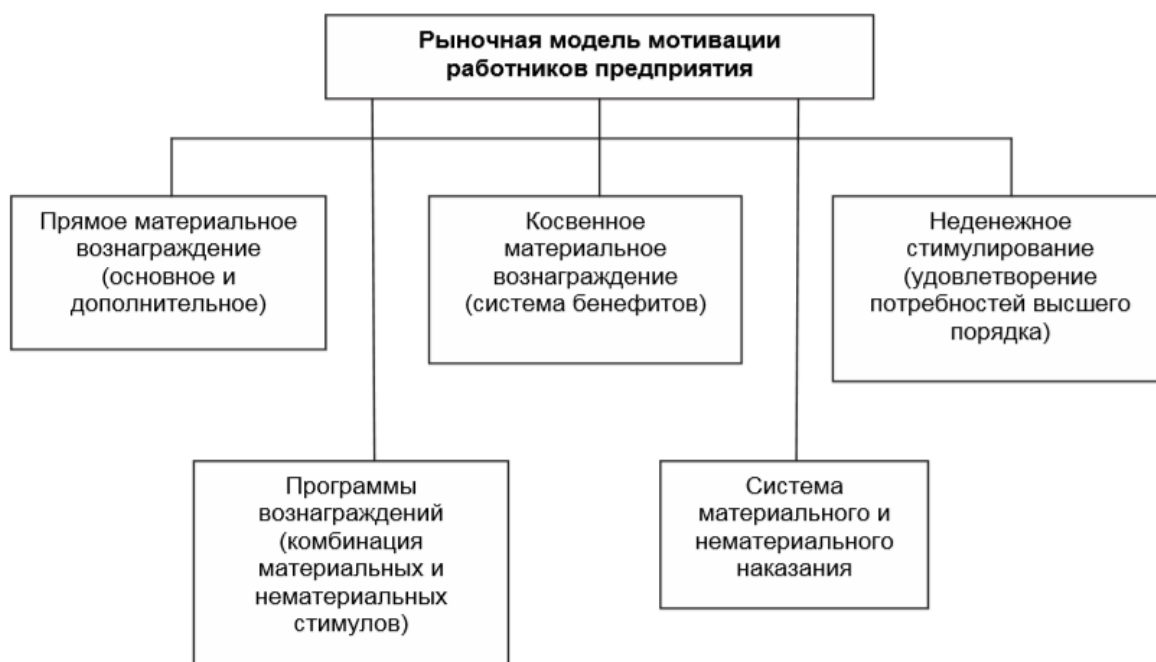 Рыночная модель мотивации
работников предприятия
Прямое материальное
вознаграждение
(основное и
дополнительное)
Косвенное
материальное
вознаграждение
(система бенефитов)
Неденежное
стимулирование
(удовлетворение
потребностей высшего
порядка)
Программы
вознаграждений
(комбинация
материальных и
нематериальных
стимулов)
Система
материального и
нематериального
наказания